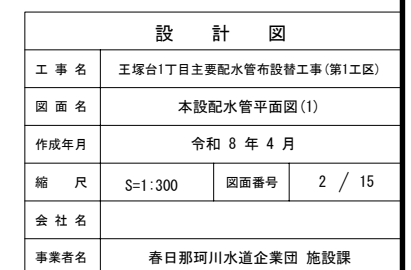 設 計 図
工 事 名 王塚台1丁目主要配水管布設替工事(第1工区)
図 面 名 本設配水管平面図(1)
作成年月 令和 8 年 4 月
縮 尺 S=1:300 図面番号 2 / 15
会 社 名
事業者名 春日那珂川水道企業団 施設課